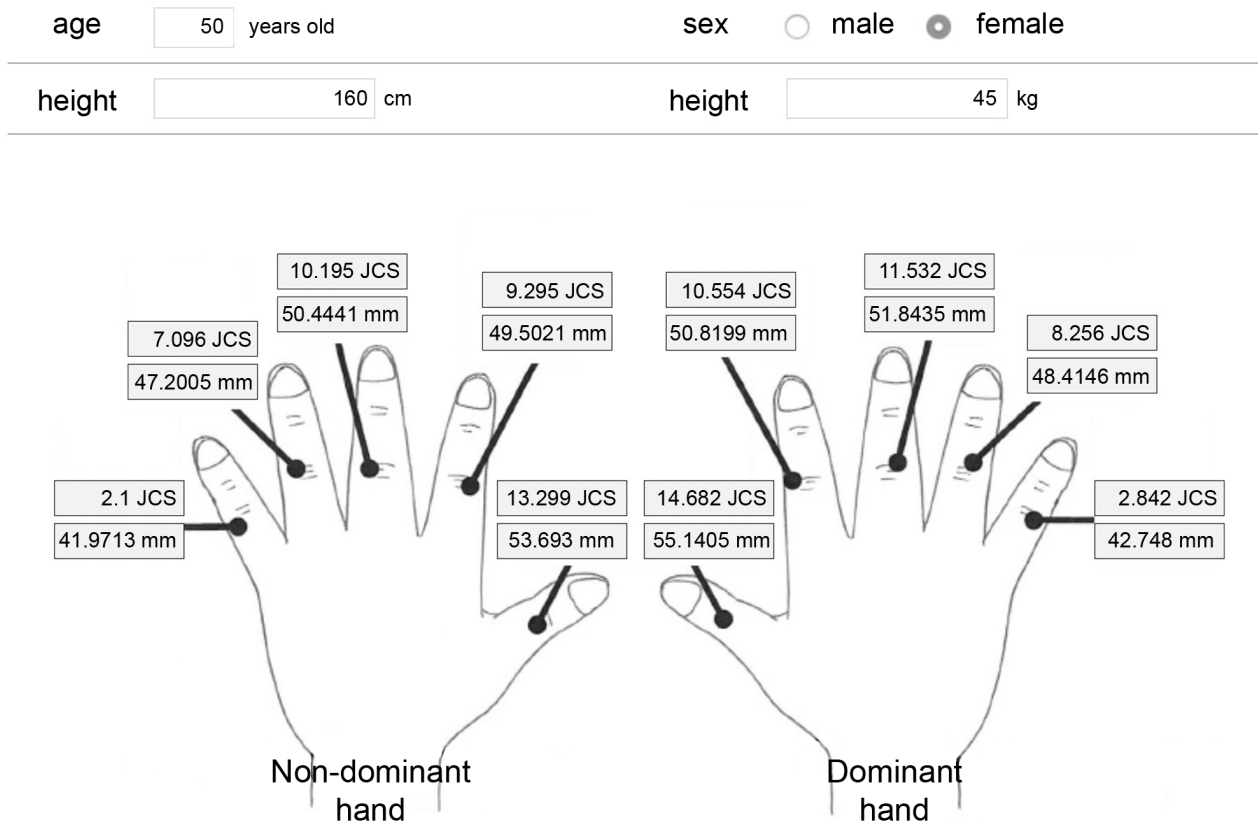 age 50 years old sex male female
height 160 cm height 45 kg
10.195 JCS
50.4441 mm
9.295 JCS
49.5021 mm
7.096 JCS
47.2005 mm
2.1 JCS
41.9713 mm
13.299 JCS
53.693 mm
10.554 JCS
50.8199 mm
11.532 JCS
51.8435 mm
8.256 JCS
48.4146 mm
14.682 JCS
55.1405 mm
2.842 JCS
42.748 mm
Non-dominant
hand
Dominant
hand